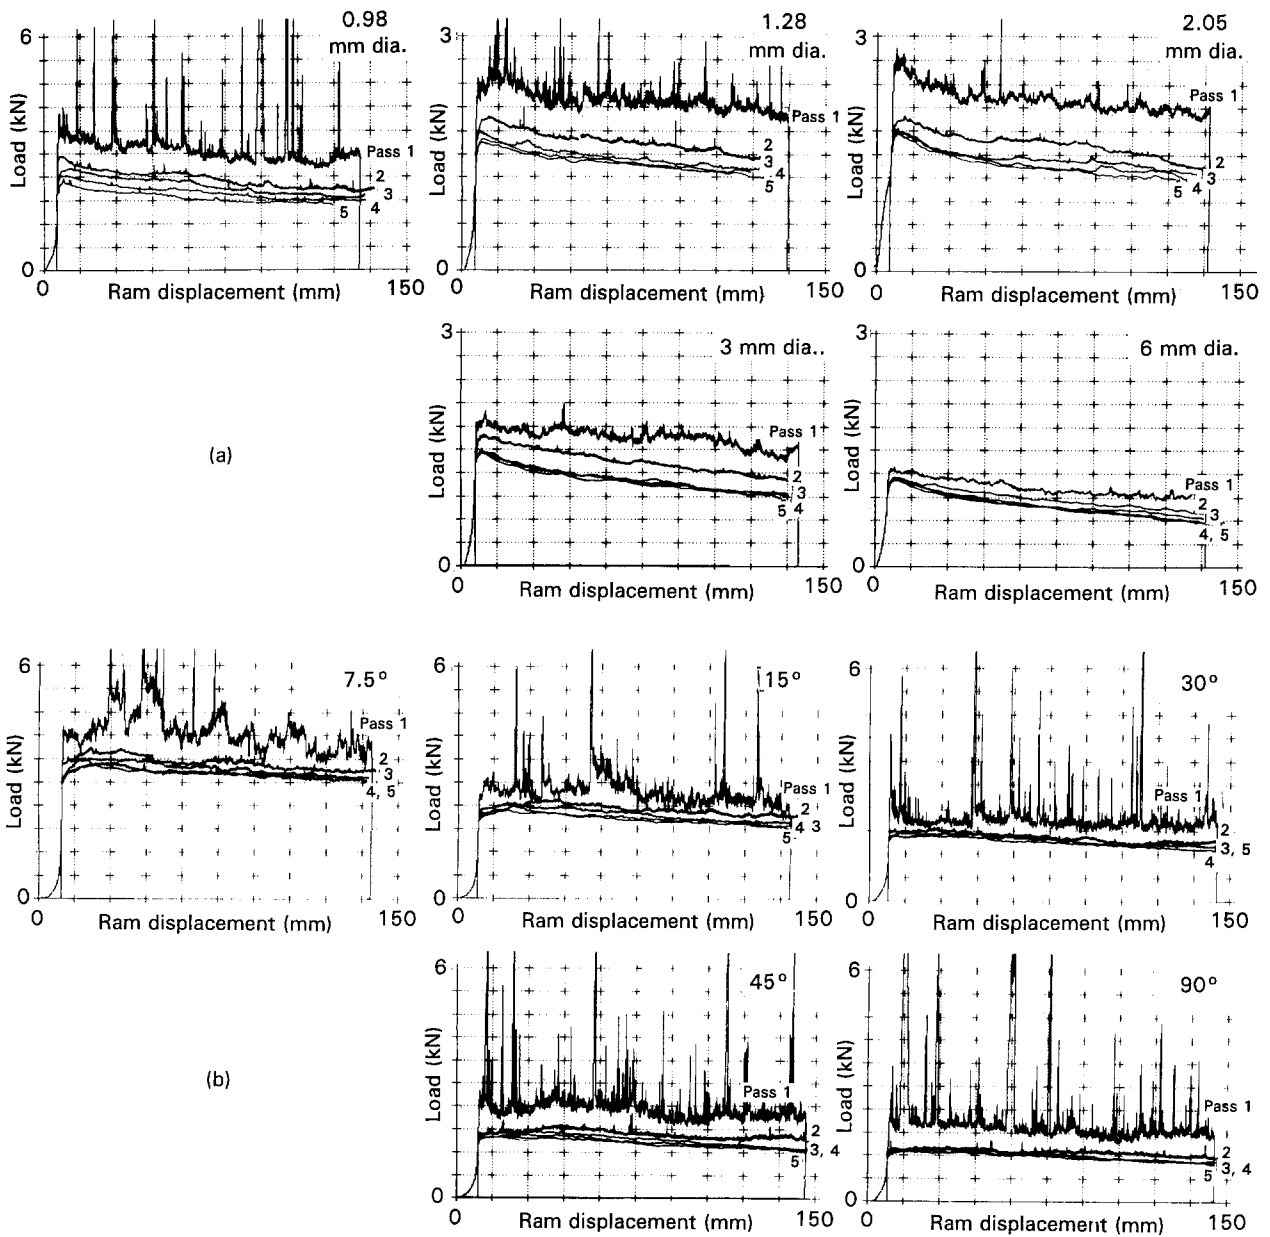 6
0.98
mm dia.
Load (kN)
Pass 1
2
3
4
5
0
0
Ram displacement (mm)
150
3
1.28
mm dia.
Load (kN)
Pass 1
2
3
4
5
0
0
Ram displacement (mm)
150
3
2.05
mm dia.
Load (kN)
Pass 1
2
3
4
5
0
0
Ram displacement (mm)
150
(a)
3
3 mm dia..
Load (kN)
Pass 1
2
3
5 4
0
0
Ram displacement (mm)
150
3
6 mm dia.
Load (kN)
Pass 1
2
3
4, 5
0
0
Ram displacement (mm)
150
6
7.5°
Load (kN)
Pass 1
2
3
4, 5
0
0
Ram displacement (mm)
150
6
15°
Load (kN)
Pass 1
2
4 3
5
0
0
Ram displacement (mm)
150
6
30°
Load (kN)
Pass 1
2
3, 5
4
0
0
Ram displacement (mm)
150
(b)
6
45°
Load (kN)
Pass 1
2
3, 4
5
0
0
Ram displacement (mm)
150
6
90°
Load (kN)
Pass 1
2
3, 4
5
0
0
Ram displacement (mm)
150